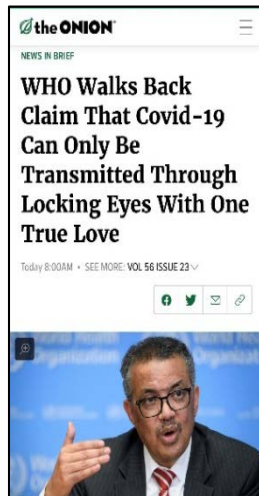 the ONION
NEWS IN BRIEF
WHO Walks Back
Claim That Covid-19
Can Only Be
Transmitted Through
Locking Eyes With One
True Love
Today 8:00AM • SEE MORE: VOL 56 ISSUE 23
Organization